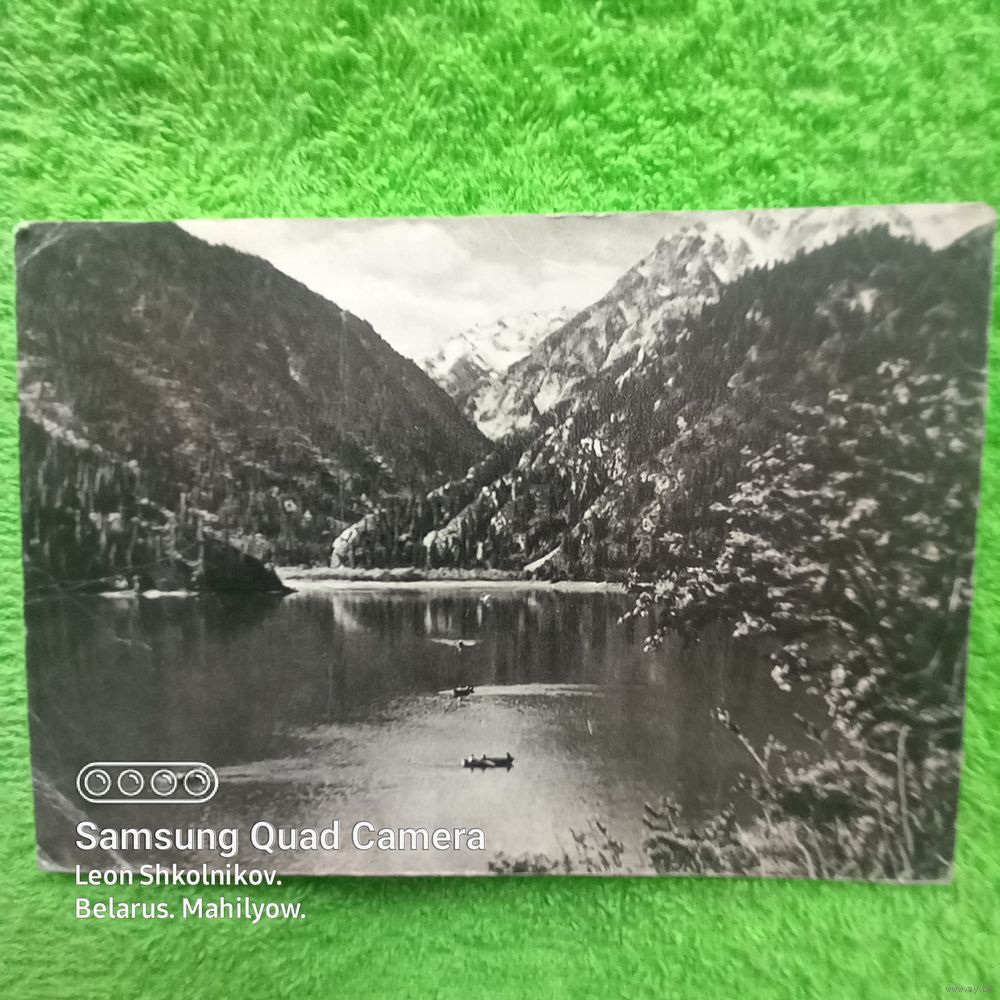 Samsung Quad Camera
Leon Shkolnikov.
Belarus. Mahilyow.